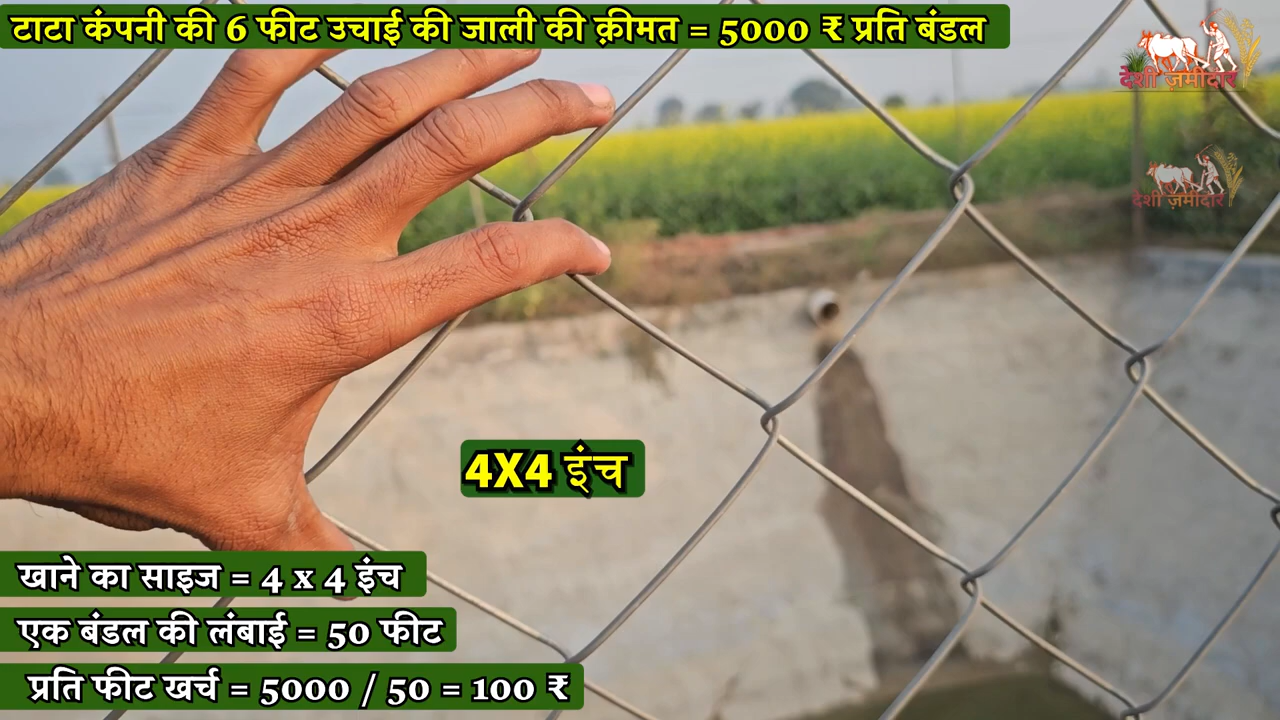 टाटा कंपनी की 6 फीट उचाई की जाली की क़ीमत = 5000 ₹ प्रति बंडल
देशी ज़मीदार
देशी ज़मीदार
4X4 इंच
खाने का साइज = 4 x 4 इंच
एक बंडल की लंबाई = 50 फीट
प्रति फीट खर्च = 5000 / 50 = 100 ₹